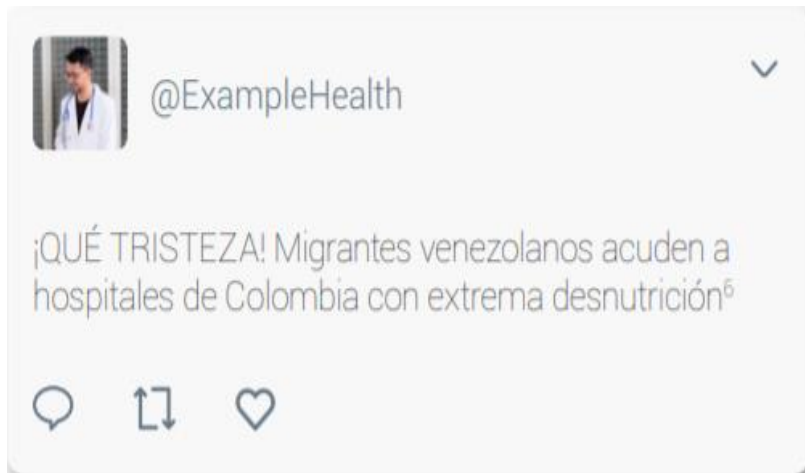 @ExampleHealth
¡QUÉ TRISTEZA! Migrantes venezolanos acuden a
hospitales de Colombia con extrema desnutrición⁶